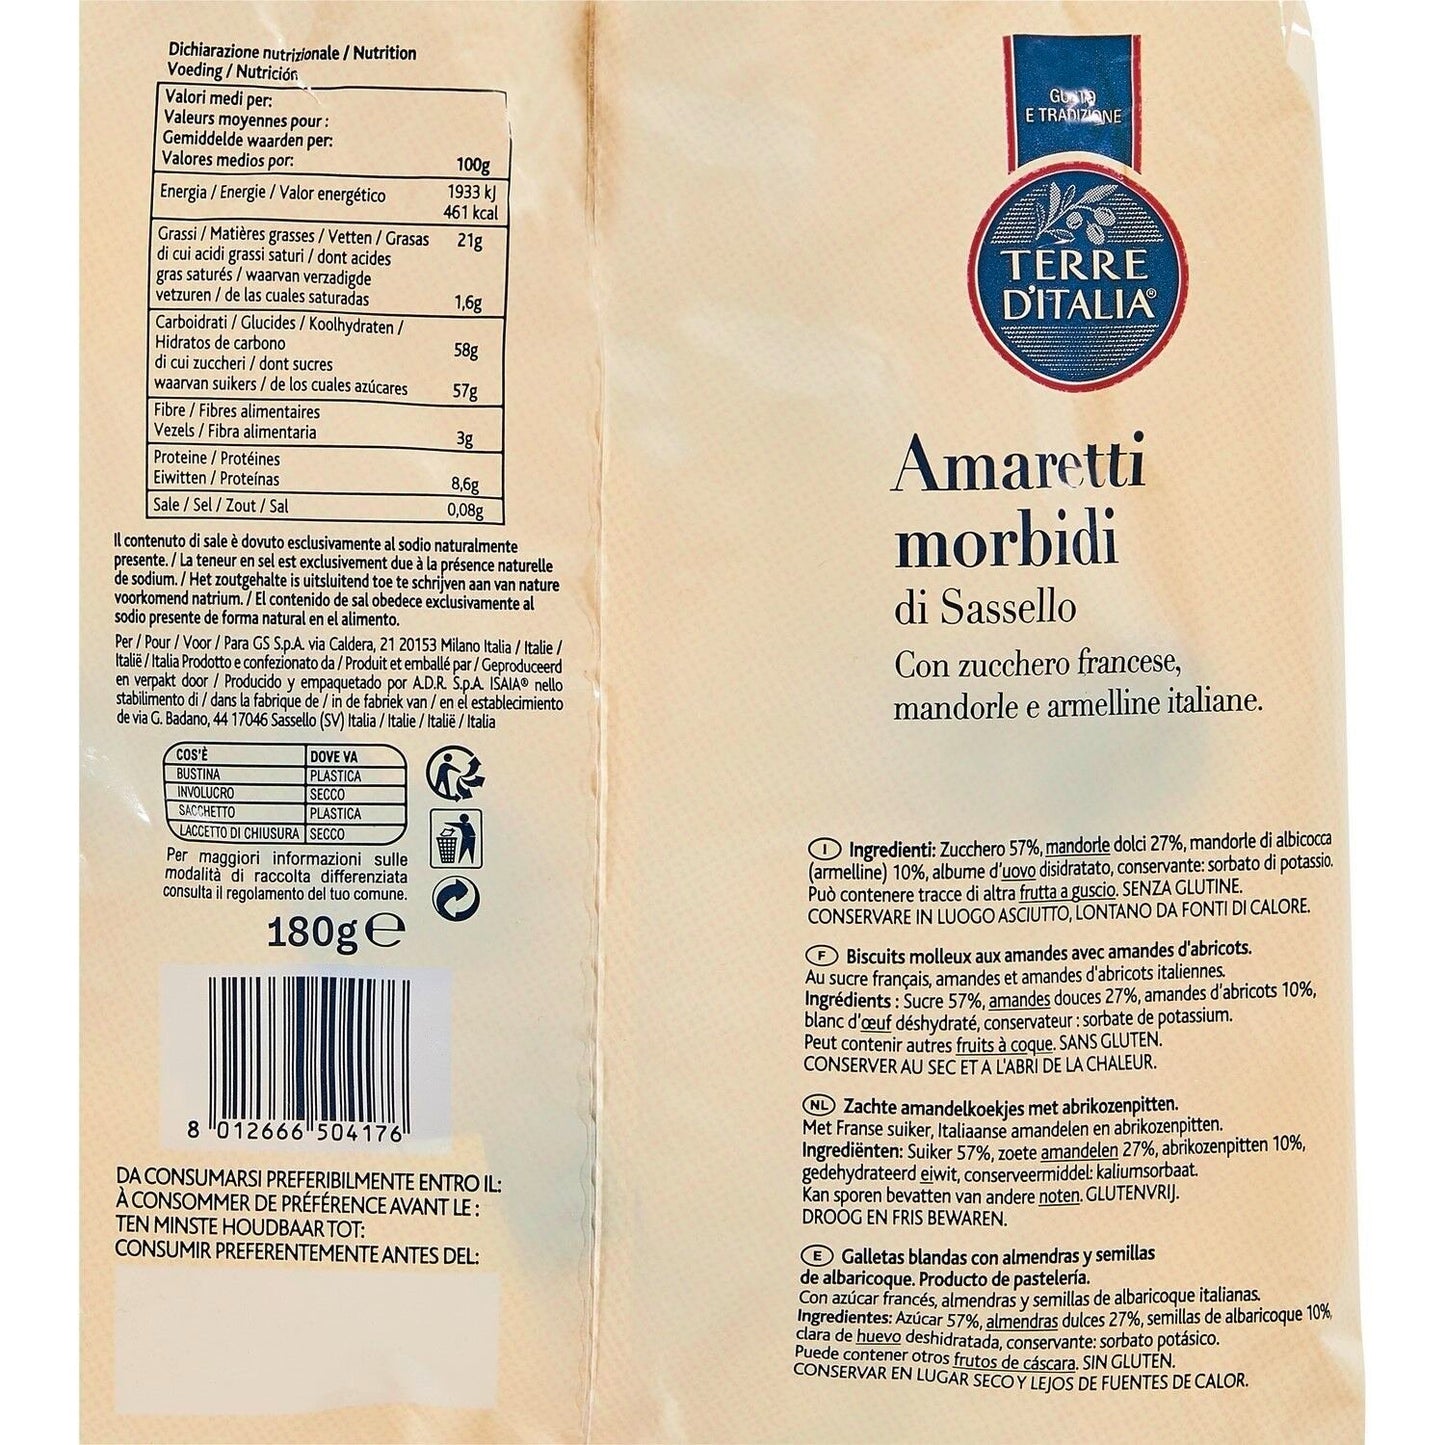 Dichiarazione nutrizionale / Nutrition
Voeding / Nutrición
Valori medi per:
Valeurs moyennes pour :
Gemiddelde waarden per:
Valores medios por: 100g
Energia / Energie / Valor energético 1933 kJ
461 kcal
Grassi / Matières grasses / Vetten / Grasas 21g
di cui acidi grassi saturi / dont acides
gras saturés / waarvan verzadigde
vetzuren / de las cuales saturadas 1,6g
Carboidrati / Glucides / Koolhydraten /
Hidratos de carbono 58g
di cui zuccheri / dont sucres
waarvan suikers / de los cuales azúcares 57g
Fibre / Fibres alimentaires
Vezels / Fibra alimentaria 3g
Proteine / Protéines
Eiwitten / Proteínas 8,6g
Sale / Sel / Zout / Sal 0,08g
Il contenuto di sale è dovuto esclusivamente al sodio naturalmente
presente. / La teneur en sel est exclusivement due à la présence naturelle
de sodium. / Het zoutgehalte is uitsluitend toe te schrijven aan van nature
voorkomend natrium. / El contenido de sal obedece exclusivamente al
sodio presente de forma natural en el alimento.
Per / Pour / Voor / Para GS S.p.A. via Caldera, 21 20153 Milano Italia / Italie /
Italië / Italia Prodotto e confezionato da / Produit et emballé par / Geproduceerd
en verpakt door / Producido y empaquetado por A.D.R. S.p.A. ISAIA® nello
stabilimento di / dans la fabrique de / in de fabriek van / en el establecimiento
de via G. Badano, 44 17046 Sassello (SV) Italia / Italie / Italië / Italia
COS'È DOVE VA
BUSTINA PLASTICA
INVOLUCRO SECCO
SACCHETTO PLASTICA
LACCETTO DI CHIUSURA SECCO
Per maggiori informazioni sulle
modalità di raccolta differenziata
consulta il regolamento del tuo comune.
180g e
8 012666 504176
DA CONSUMARSI PREFERIBILMENTE ENTRO IL:
À CONSOMMER DE PRÉFÉRENCE AVANT LE :
TEN MINSTE HOUDBAAR TOT:
CONSUMIR PREFERENTEMENTE ANTES DEL:
GUSTO
E TRADIZIONE
TERRE
D'ITALIA®
Amaretti
morbidi
di Sassello
Con zucchero francese,
mandorle e armelline italiane.
I Ingredienti: Zucchero 57%, mandorle dolci 27%, mandorle di albicocca
(armelline) 10%, albume d'uovo disidratato, conservante: sorbato di potassio.
Può contenere tracce di altra frutta a guscio. SENZA GLUTINE.
CONSERVARE IN LUOGO ASCIUTTO, LONTANO DA FONTI DI CALORE.
F Biscuits molleux aux amandes avec amandes d'abricots.
Au sucre français, amandes et amandes d'abricots italiennes.
Ingrédients : Sucre 57%, amandes douces 27%, amandes d'abricots 10%,
blanc d'œuf déshydraté, conservateur : sorbate de potassium.
Peut contenir autres fruits à coque. SANS GLUTEN.
CONSERVER AU SEC ET A L'ABRI DE LA CHALEUR.
NL Zachte amandelkoekjes met abrikozenpitten.
Met Franse suiker, Italiaanse amandelen en abrikozenpitten.
Ingrediënten: Suiker 57%, zoete amandelen 27%, abrikozenpitten 10%,
gedehydrateerd eiwit, conserveermiddel: kaliumsorbaat.
Kan sporen bevatten van andere noten. GLUTENVRIJ.
DROOG EN FRIS BEWAREN.
E Galletas blandas con almendras y semillas
de albaricoque. Producto de pastelería.
Con azúcar francés, almendras y semillas de albaricoque italianas.
Ingredientes: Azúcar 57%, almendras dulces 27%, semillas de albaricoque 10%,
clara de huevo deshidratada, conservante: sorbato potásico.
Puede contener otros frutos de cáscara. SIN GLUTEN.
CONSERVAR EN LUGAR SECO Y LEJOS DE FUENTES DE CALOR.